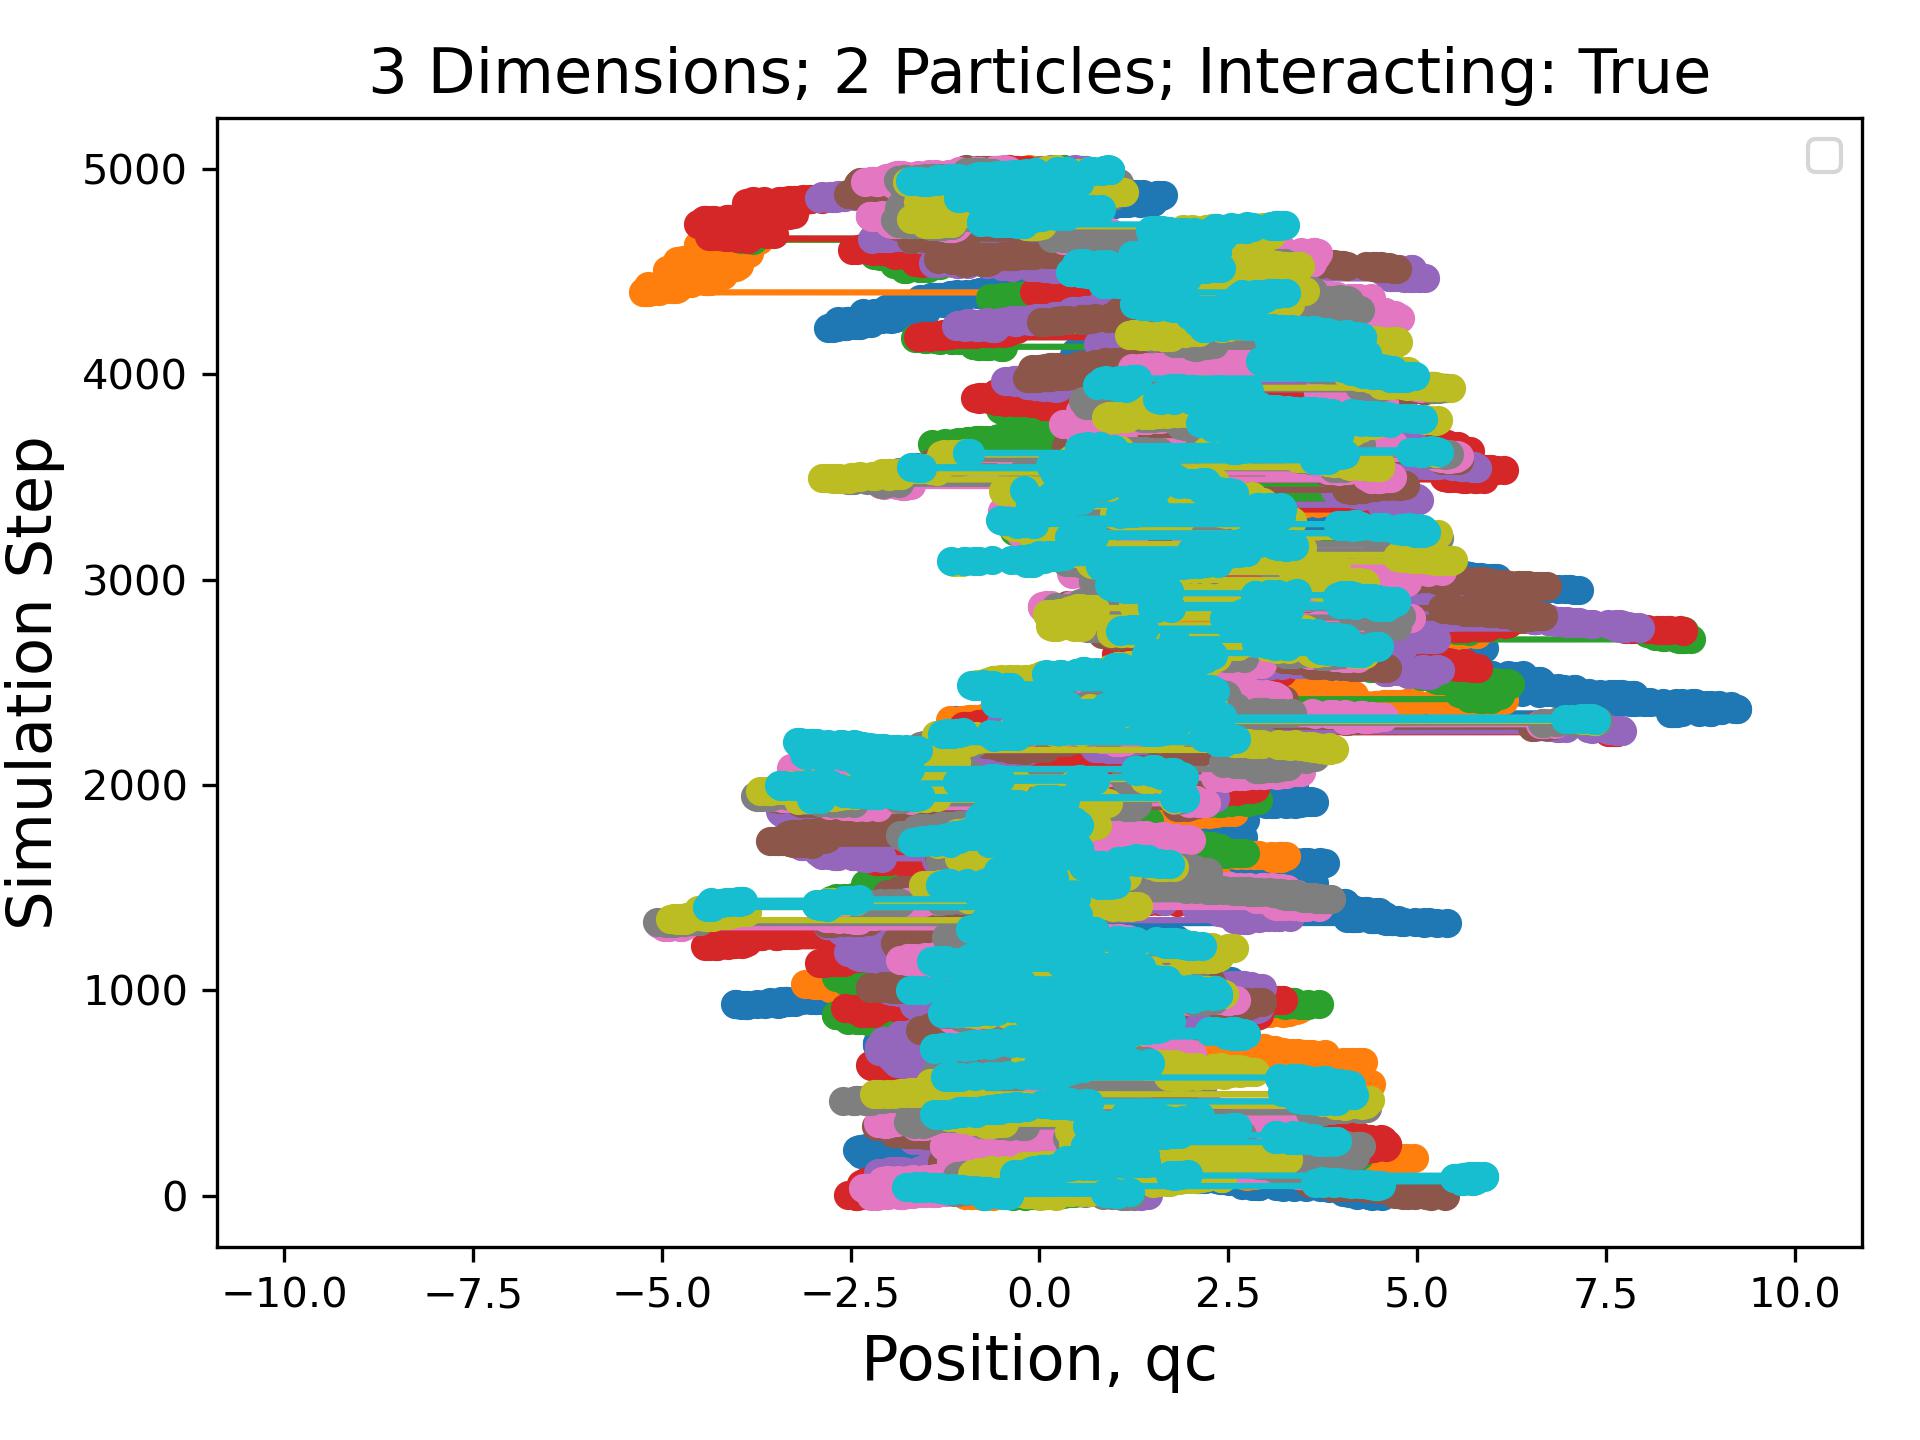 3 Dimensions; 2 Particles; Interacting: True
5000
4000
3000
2000
1000
0
Simulation Step
−10.0 −7.5 −5.0 −2.5 0.0 2.5 5.0 7.5 10.0
Position, qc